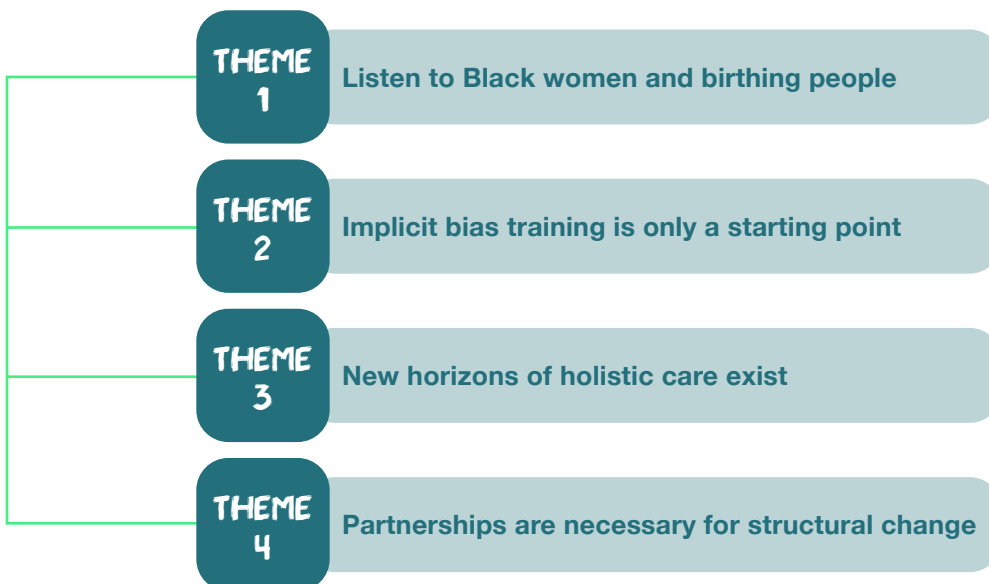 THEME
1
Listen to Black women and birthing people
THEME
2
Implicit bias training is only a starting point
THEME
3
New horizons of holistic care exist
THEME
4
Partnerships are necessary for structural change